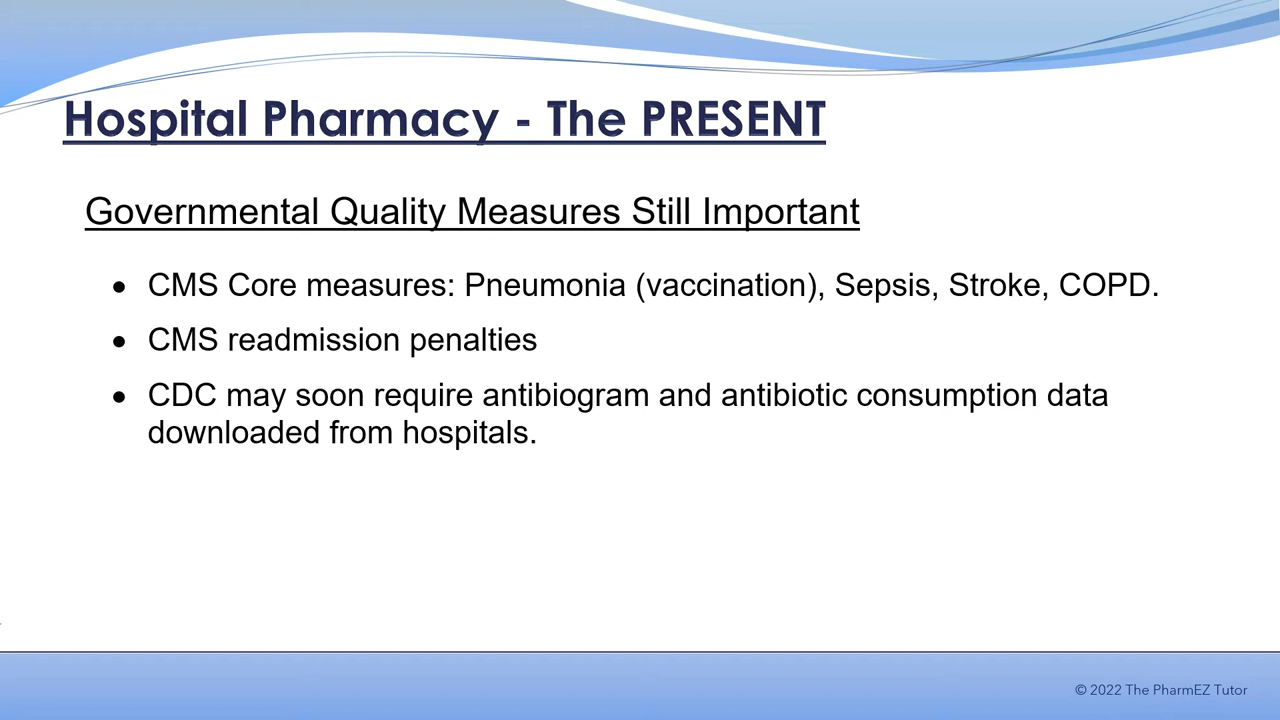 Hospital Pharmacy - The PRESENT
Governmental Quality Measures Still Important
• CMS Core measures: Pneumonia (vaccination), Sepsis, Stroke, COPD.
• CMS readmission penalties
• CDC may soon require antibiogram and antibiotic consumption data
downloaded from hospitals.
© 2022 The PharmEZ Tutor